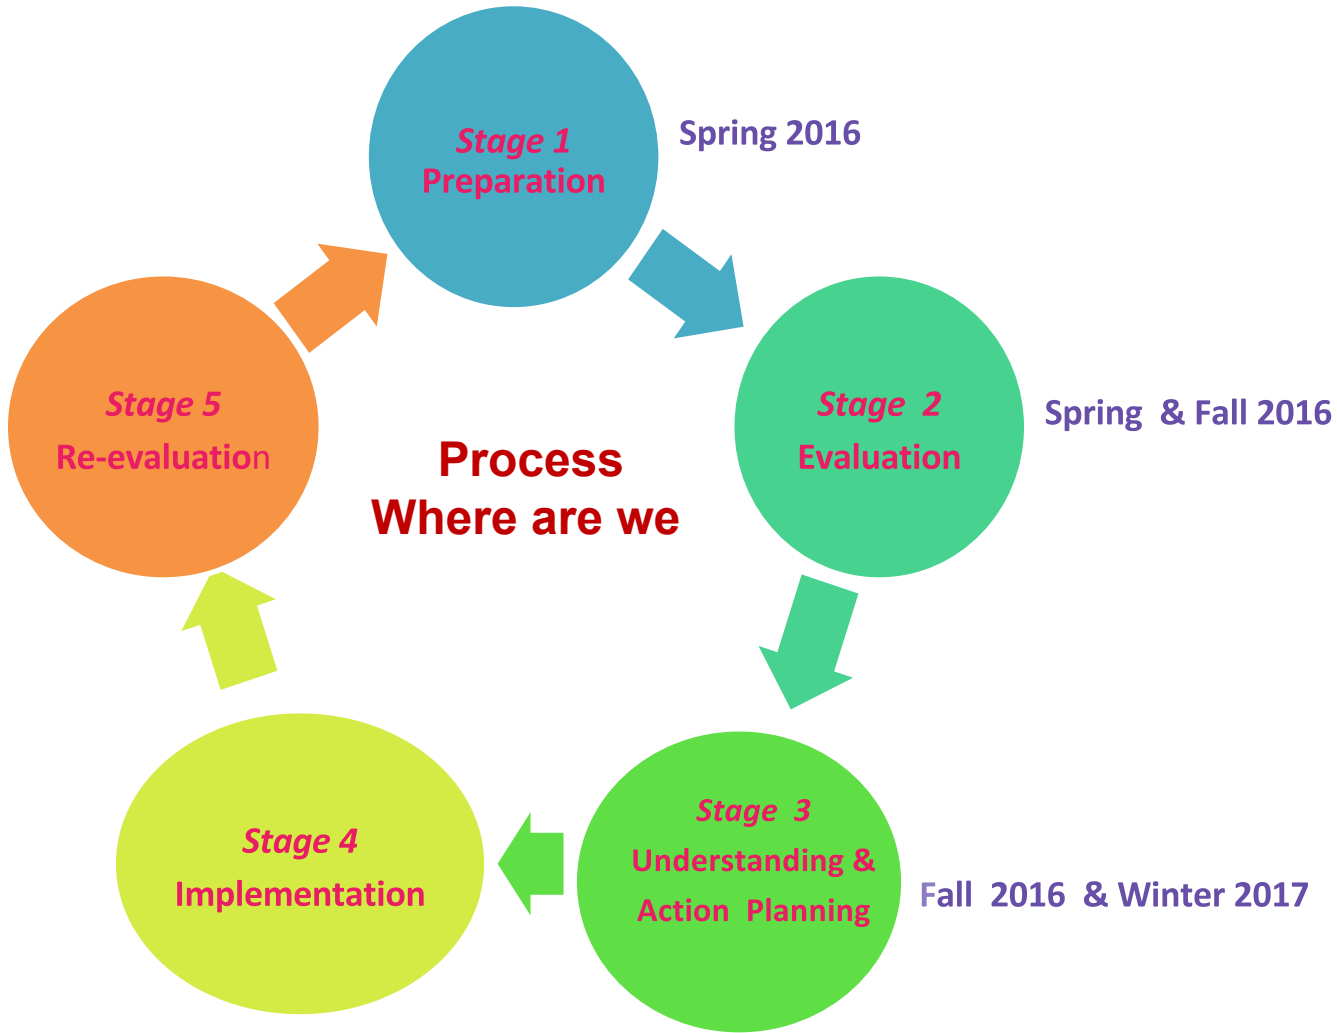 Stage 1
Preparation
Spring 2016
Stage 2
Evaluation
Spring & Fall 2016
Stage 3
Understanding &
Action Planning
Fall 2016 & Winter 2017
Stage 4
Implementation
Stage 5
Re-evaluation
Process
Where are we